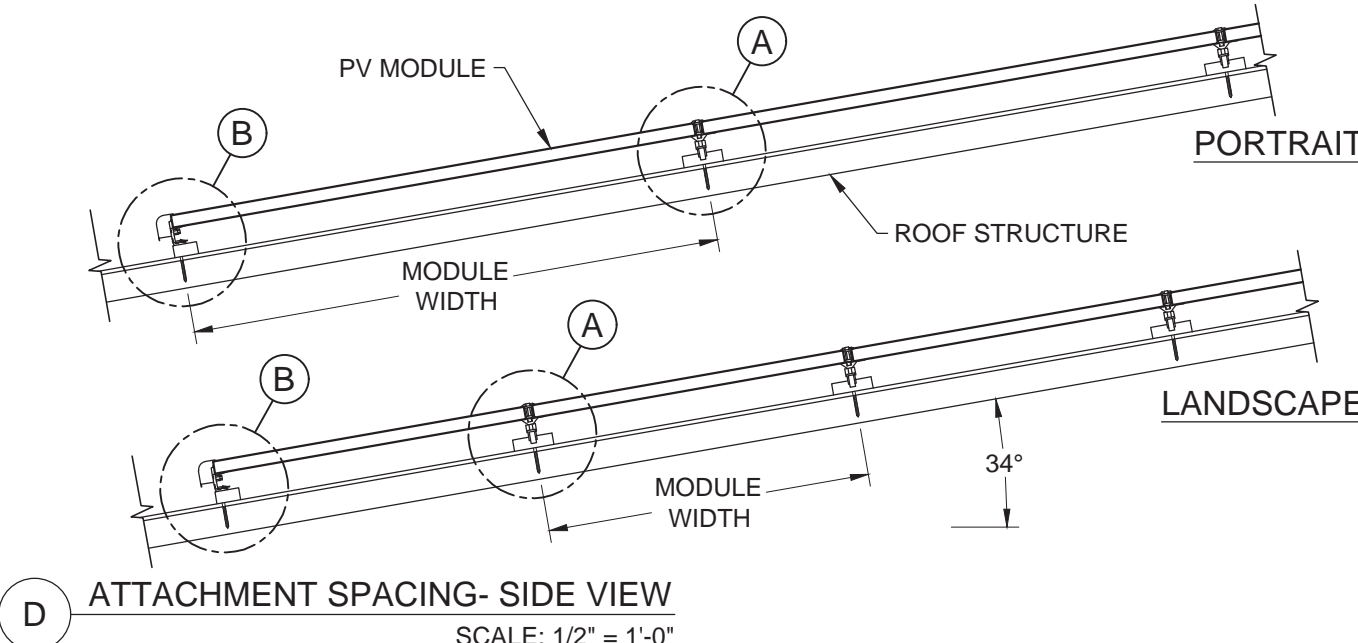 A
PV MODULE
B
PORTRAIT
ROOF STRUCTURE
MODULE
WIDTH
A
B
LANDSCAPE
34°
MODULE
WIDTH
D
ATTACHMENT SPACING- SIDE VIEW
SCALE: 1/2" = 1'-0"